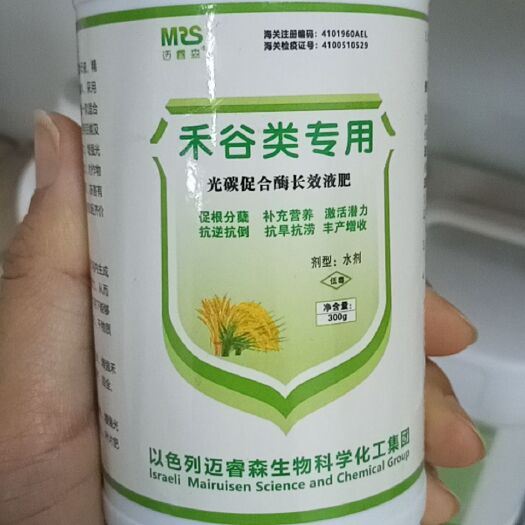 MRS
迈睿森
海关注册编码：4101960AEL
海关检疫证号：4100510529
禾谷类专用
光碳促合酶长效液肥
促根分蘖 补充营养 激活潜力
抗逆抗倒 抗旱抗涝 丰产增收
剂型：水剂
低毒
净含量：
300g
以色列迈睿森生物科学化工集团
Israeli Mairuisen Science and Chemical Group